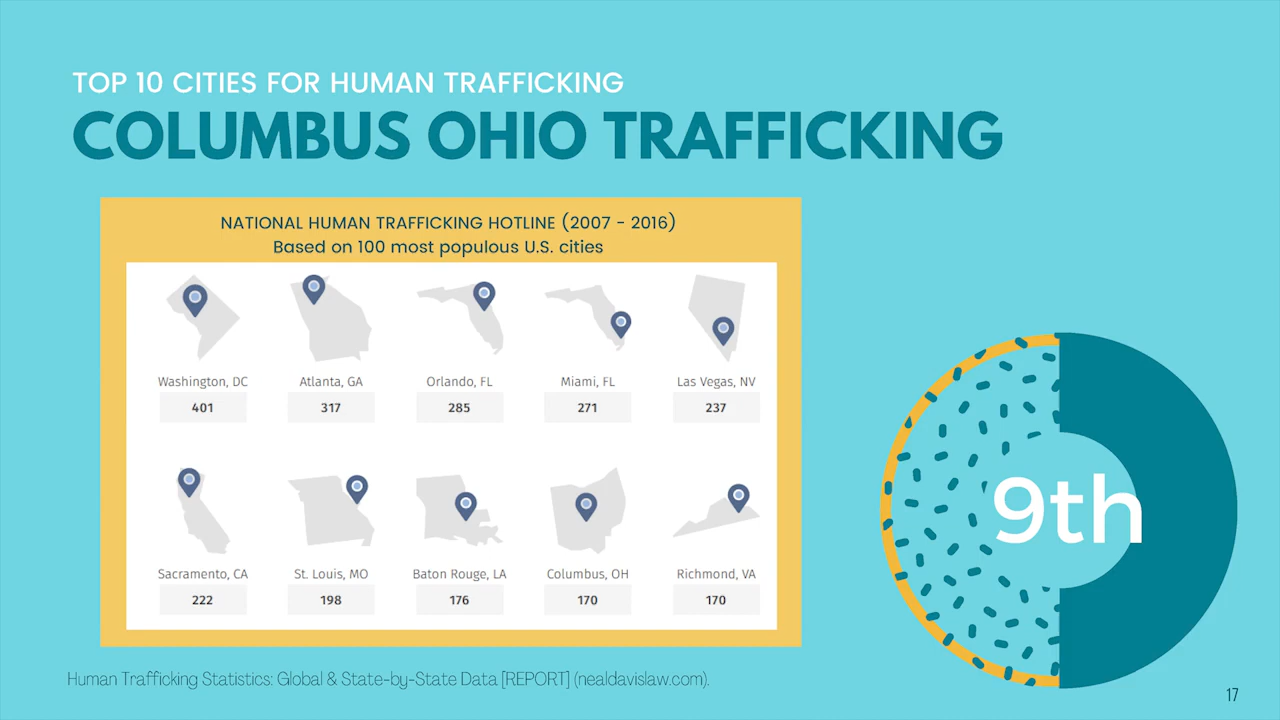 TOP 10 CITIES FOR HUMAN TRAFFICKING
COLUMBUS OHIO TRAFFICKING
NATIONAL HUMAN TRAFFICKING HOTLINE (2007 - 2016)
Based on 100 most populous U.S. cities
Washington, DC
401
Atlanta, GA
317
Orlando, FL
285
Miami, FL
271
Las Vegas, NV
237
Sacramento, CA
222
St. Louis, MO
198
Baton Rouge, LA
176
Columbus, OH
170
Richmond, VA
170
9th
Human Trafficking Statistics: Global & State-by-State Data [REPORT] (nealdavislaw.com).
17